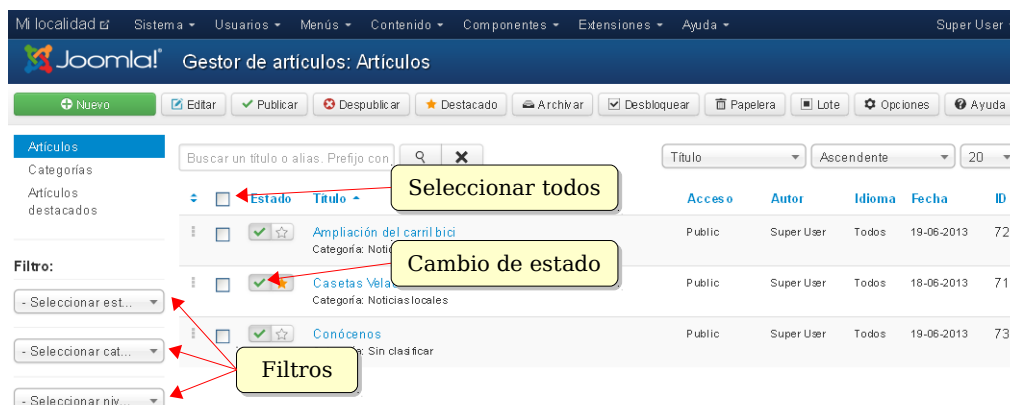 Mi localidad Sistema Usuarios Menús Contenido Componentes Extensiones Ayuda Super User
Joomla! Gestor de artículos: Artículos
Nuevo Editar Publicar Despublicar Destacado Archivar Desbloquear Papelera Lote Opciones Ayuda
Artículos
Categorías
Artículos
destacados
Buscar un título o alias. Prefijo con
Título Ascendente 20
Seleccionar todos
Estado Título Acceso Autor Idioma Fecha ID
Ampliación del carril bici Public Super User Todos 19-06-2013 72
Categoría:
Cambio de estado
Filtro:
Casetas Public Super User Todos 18-06-2013 71
Categoría: Noticias locales
- Seleccionar est...
Conócenos Public Super User Todos 19-06-2013 73
Sin clasificar
- Seleccionar cat...
Filtros
- Seleccionar niv...